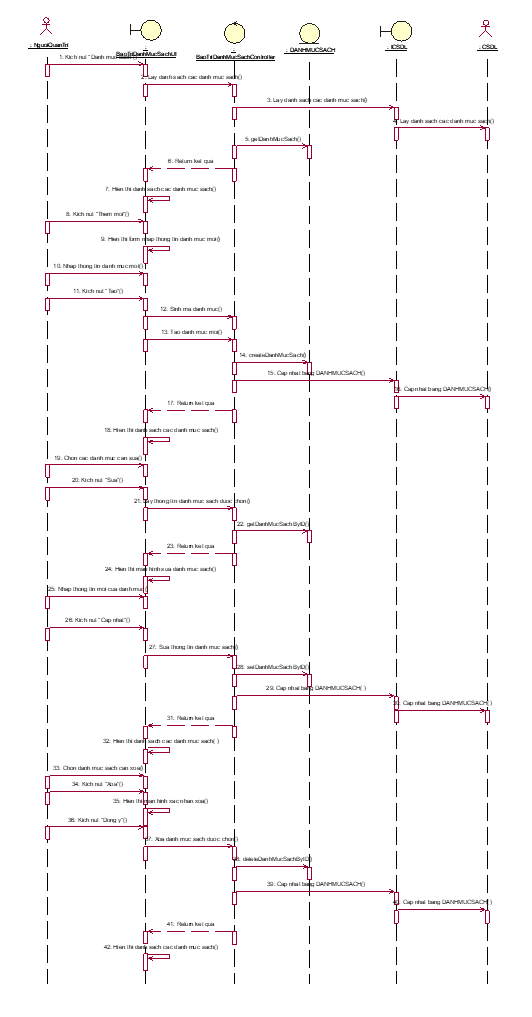 : NguoiQuanTri
: BaoTriDanhMucSachUI
: BaoTriDanhMucSachController
: DANHMUCSACH
: ICSDL
: CSDL
1. Kich nut "Danh muc
2. Lay danh sach cac danh muc sach()
3. Lay danh sach cac danh muc sach()
Lay danh sach cac danh muc sach()
5. getDanhMucSach()
6. Return ket qua
7. Hien thi danh sach cac danh muc sach()
8. Kich nut "Them moi"()
9. Hien thi form nhap thong tin danh muc moi()
10. Nhap thong tin danh muc moi()
11. Kich nut "Tao"()
12. Sinh ma danh muc()
13. Tao danh muc moi()
14. createDanhMucSach()
15. Cap nhat bang DANHMUCSACH()
16. Cap nhat bang DANHMUCSACH()
17. Return ket qua
18. Hien thi danh sach cac danh muc sach()
19. Chon cac danh muc can sua()
20. Kich nut "Sua"()
21. Lay thong tin danh muc sach duoc chon()
22. getDanhMucSachByID()
23. Return ket qua
24. Hien thi man hinh sua danh muc sach()
25. Nhap thong tin moi cua danh muc()
26. Kich nut "Cap nhat"()
27. Sua thong tin danh muc sach()
28. setDanhMucSachByID()
29. Cap nhat bang DANHMUCSACH( )
30. Cap nhat bang DANHMUCSACH( )
31. Return ket qua
32. Hien thi danh sach cac danh muc sach( )
33. Chon danh muc sach can xoa()
34. Kich nut "Xoa"()
35. Hien thi man hinh xac nhan xoa()
36. Kich nut "Dong y"()
37. Xoa danh muc sach duoc chon()
38. deleteDanhMucSachByID()
39. Cap nhat bang DANHMUCSACH()
40. Cap nhat bang DANHMUCSACH()
41. Return ket qua
42. Hien thi danh sach cac danh muc sach()